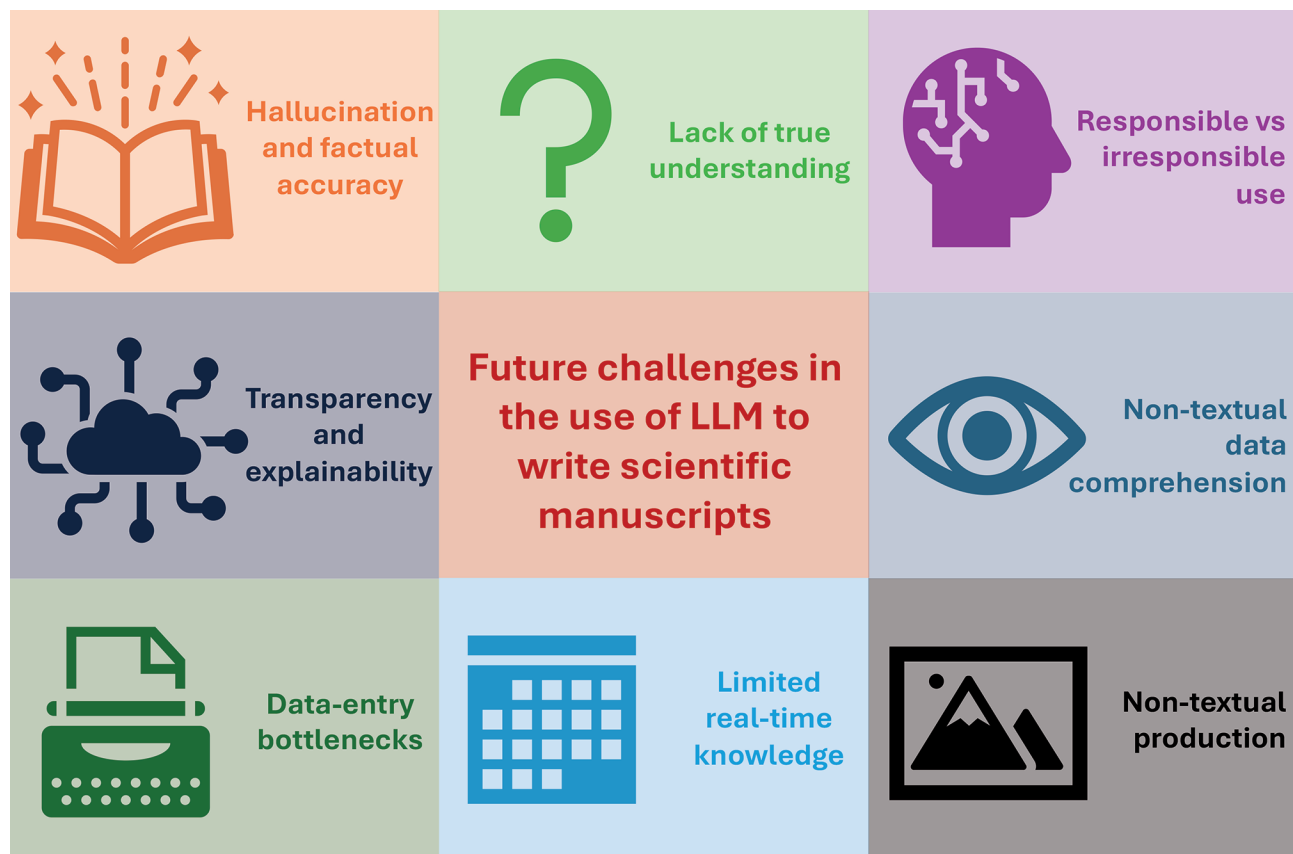 Hallucination
and factual
accuracy
Lack of true
understanding
Responsible vs
irresponsible
use
Transparency
and
explainability
Future challenges in
the use of LLM to
write scientific
manuscripts
Non-textual
data
comprehension
Data-entry
bottlenecks
Limited
real-time
knowledge
Non-textual
production